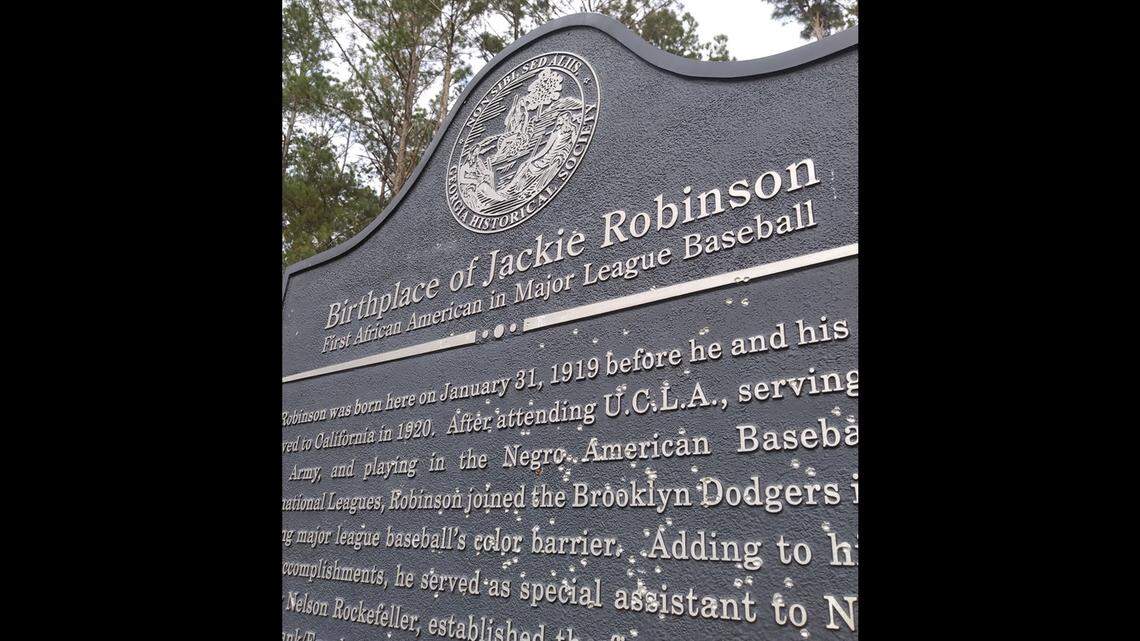 NON SIBI, SED ALIIS
GEORGIA HISTORICAL SOCIETY
Birthplace of Jackie Robinson
First African American in Major League Baseball
Robinson was born here on January 31, 1919 before he and his
ved to California in 1920. After attending U.C.L.A., serving
Army, and playing in the Negro American Baseba
national Leagues, Robinson joined the Brooklyn Dodgers i
ng major league baseball's color barrier. Adding to hi
ccomplishments, he served as special assistant to N
Nelson Rockefeller, established the